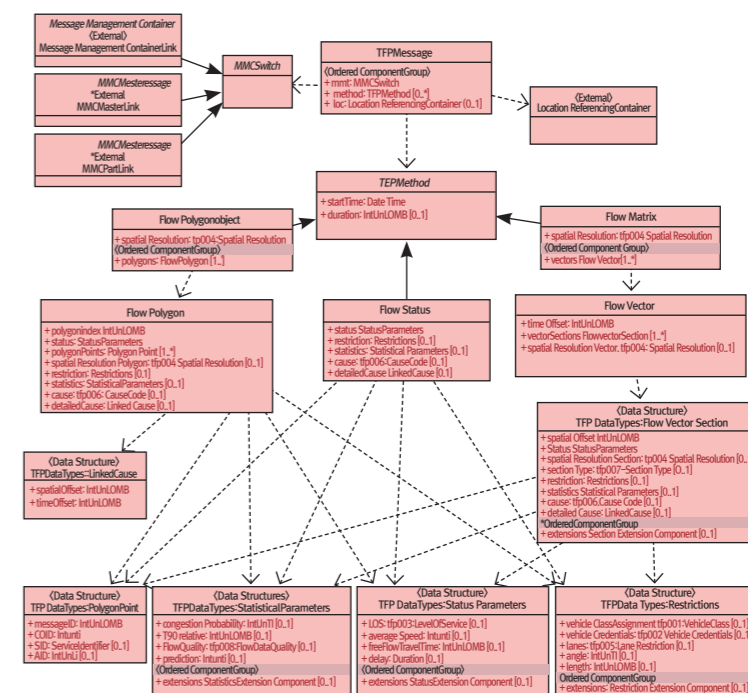 Message Management Container
《External》
Message Management ContainerLink
MMCMesteressage
*External
MMCMasterLink
MMCMesteressage
*External
MMCPartLink
MMCSwitch
TFPMessage
《Ordered ComponentGroup》
+ mmt: MMCSwitch
+ method: TFPMethod [0..*]
+ loc: Location ReferencingContainer (0..1]
《External》
Location ReferencingContainer
TEPMethod
+ startTime: Date Time
+ duration: IntUnLOMB [0..1]
Flow Polygonobject
+ spatial Resolution: tp004:Spatial Resolution
《Ordered ComponentGroup》
+ polygons: FlowPolygon [1..]
Flow Matrix
+ spatial Resolution: tfp004 Spatial Resolution
《Ordered Component Group》
+ vectors Flow Vector[1..*]
Flow Polygon
+ polygonindex IntUnLOMB
+ status: StatusParameters
+ polygonPoints: Polygon Point [1..*]
+ spatial Resolution Polygon: tfp004 Spatial Resolution [0..1]
+ restriction: Restrictions [0.1]
+ statistics: StatisticalParameters [0..1]
+ cause: tfp006: CauseCode [0..1]
+ detailedCause: Linked Cause [0..1]
Flow Status
+ status StatusParameters
+ restriction: Restrictions [0..1]
+ statistics: Statistical Parameters [0..1]
+ cause: tfp006:CauseCode [0..1]
+ detailedCause LinkedCause [0.1]
Flow Vector
+ time Offset: IntUnLOMB
+ vectorSections FlowvectorSection [1..*]
+ spatial Resolution Vector. tfp004: Spatial Resolution [0..1]
《Data Structure》
TFP DataTypes:Flow Vector Section
+ spatial Offset IntUnLOMB
+ Status StatusParameters
+ spatial Resolution Section: tp004 Spatial Resolution [0..1
+ section Type: tfp007-Section Type [0..1]
+ restriction: Restrictions [0..1]
+ statistics Statistical Parameters [0..1]
+ cause: tfp006.Cause Code [0..1]
+ detailed Cause: LinkedCause [0..1]
*OrderedComponentGroup
+ extensions Section Extension Component [0..1]
《Data Structure》
TFPDataTypes:-LinkedCause
+ spatialOffset: IntUnLOMB
+ timeOffset: IntUnLOMB
《Data Structure》
TFP DataTypes:PolygonPoint
+ messageID: IntUnLOMB
+ COID: Intunti
+ SID: ServiceIdentifier [0..1]
+ AID: IntUnLi [0..1]
《Data Structures》
TFPDataTypes:StatisticalParameters
+ congestion Probability: IntUnTI [0..1]
+ T90 relative: IntUnLOMB [0..1]
+ FlowQuality: tfp008:FlowDataQuality [0..1]
+ prediction: Intunti [0..1]
《Ordered ComponentGroup》
+ extensions StatisticsExtension Component [0..1]
《Data Structure》
TFP DataTypes:Status Parameters
+ LOS: tfp003:LevelOfService [0..1]
+ average Speed: Intunti [0..1]
+ freeFlowTravelTime: IntUnLOMB [0..1]
+ delay: Duration [0..1]
《Ordered ComponentGroup》
+ extensions StatusExtension Component [0..1]
《Data Structure》
TFPData Types:Restrictions
+ vehicle ClassAssignment tfp001:VehicleClass [0..1]
+ vehicle Credentials: tfp002 Vehicle Credentials [0..1
+ lanes: tfp005:Lane Restriction [0..1]
+ angle: IntUnTI [0..1]
+ length: IntUnLOMB [0..1]
Ordered ComponentGroup
+ extensions: Restriction Extension Component [0..1]